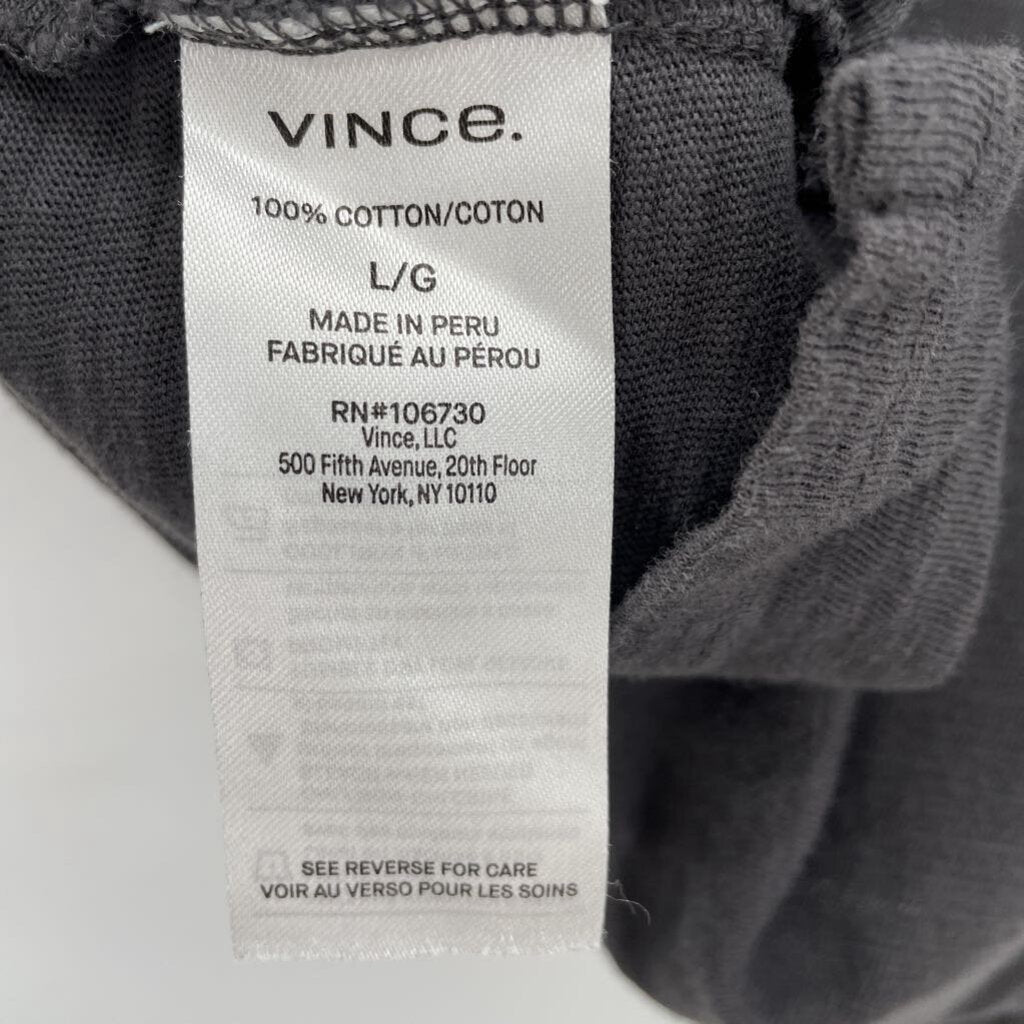 VINCe.
100% COTTON/COTON
L/G
MADE IN PERU
FABRIQUÉ AU PÉROU
RN#106730
Vince, LLC
500 Fifth Avenue, 20th Floor
New York, NY 10110
SEE REVERSE FOR CARE
VOIR AU VERSO POUR LES SOINS